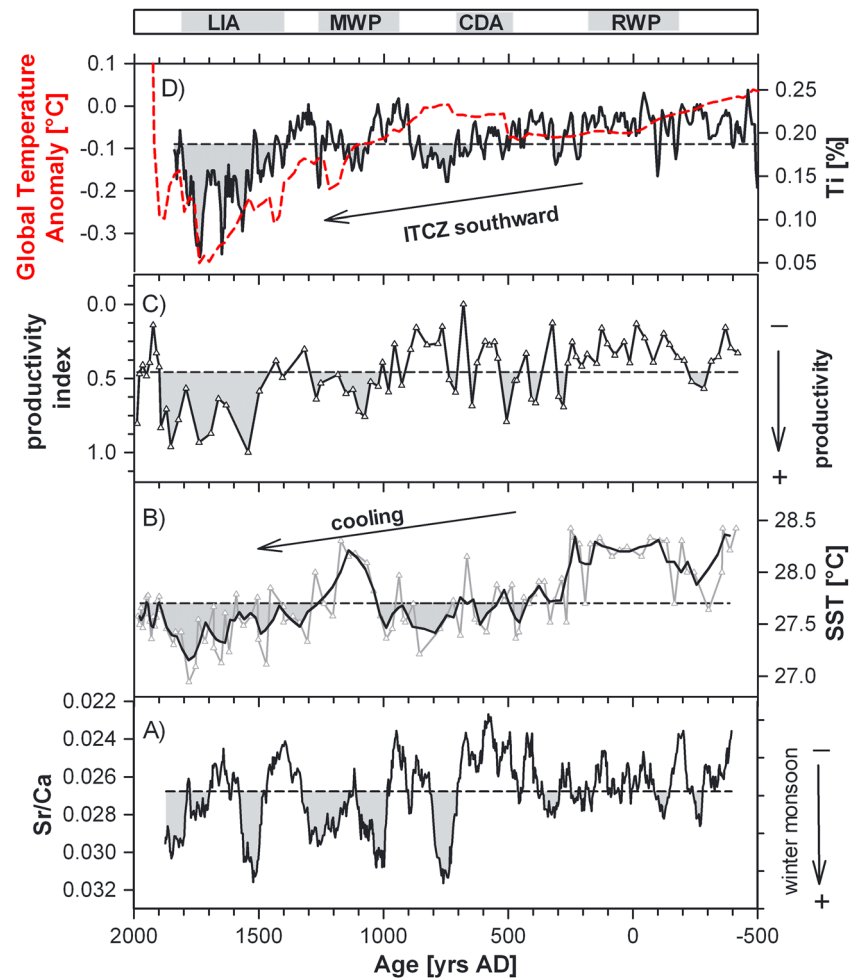 LIA MWP CDA RWP
D)
0.1
0.0
-0.1
-0.2
-0.3
Global Temperature
Anomaly [°C]
0.25
0.20
0.15
0.10
0.05
Ti [%]
ITCZ southward
C)
0.0
0.5
1.0
productivity
index
–
productivity
+
B)
cooling
28.5
28.0
27.5
27.0
SST [°C]
A)
0.022
0.024
0.026
0.028
0.030
0.032
Sr/Ca
–
winter monsoon
+
2000 1500 1000 500 0 -500
Age [yrs AD]